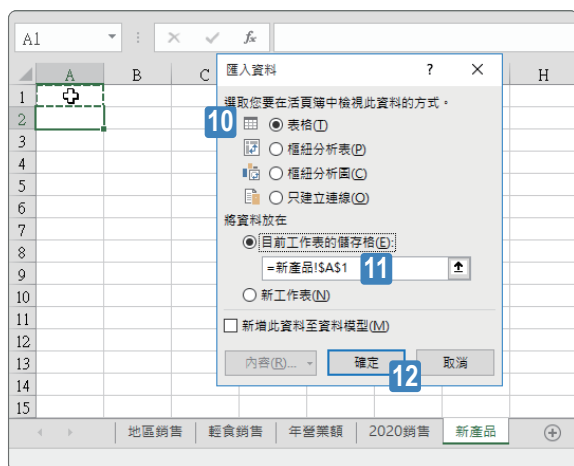 A1 fx
A B C H
匯入資料 ?
選取您要在活頁簿中檢視此資料的方式。
10 表格(T)
樞紐分析表(P)
樞紐分析圖(C)
只建立連線(O)
將資料放在
目前工作表的儲存格(E):
=新產品!$A$1 11
新工作表(N)
新增此資料至資料模型(M)
內容(R)... 確定 取消
12
1
2
3
4
5
6
7
8
9
10
11
12
13
14
15
地區銷售 輕食銷售 年營業額 2020銷售 新產品